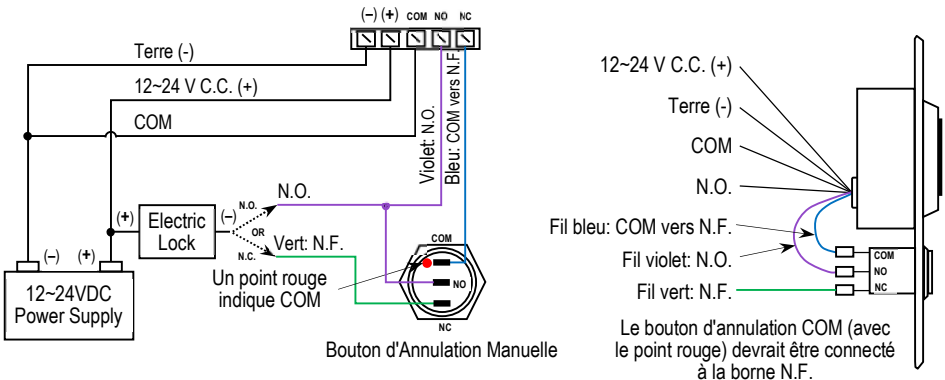 (–) (+) COM NO NC
Terre (-)
12~24 V C.C. (+)
COM
Violet: N.O.
Bleu: COM vers N.F.
N.O.
N.O.
(+)
Electric
Lock
(–)
OR
N.C.
Vert: N.F.
Un point rouge
indique COM
COM
NO
NC
(–) (+)
12~24VDC
Power Supply
Bouton d'Annulation Manuelle
12~24 V C.C. (+)
Terre (-)
COM
N.O.
Fil bleu: COM vers N.F.
Fil violet: N.O.
Fil vert: N.F.
COM
NO
NC
Le bouton d'annulation COM (avec
le point rouge) devrait être connecté
à la borne N.F.